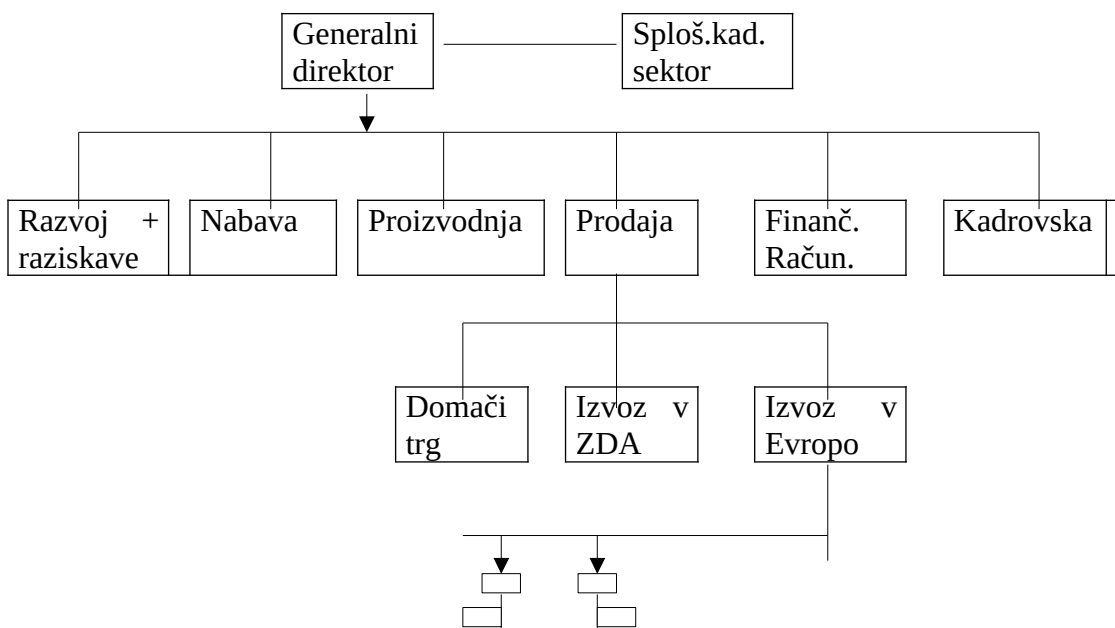 Generalni
direktor
Sploš.kad.
sektor
Razvoj +
raziskave
Nabava
Proizvodnja
Prodaja
Finanč.
Račun.
Kadrovska
Domači
trg
Izvoz v
ZDA
Izvoz v
Evropo